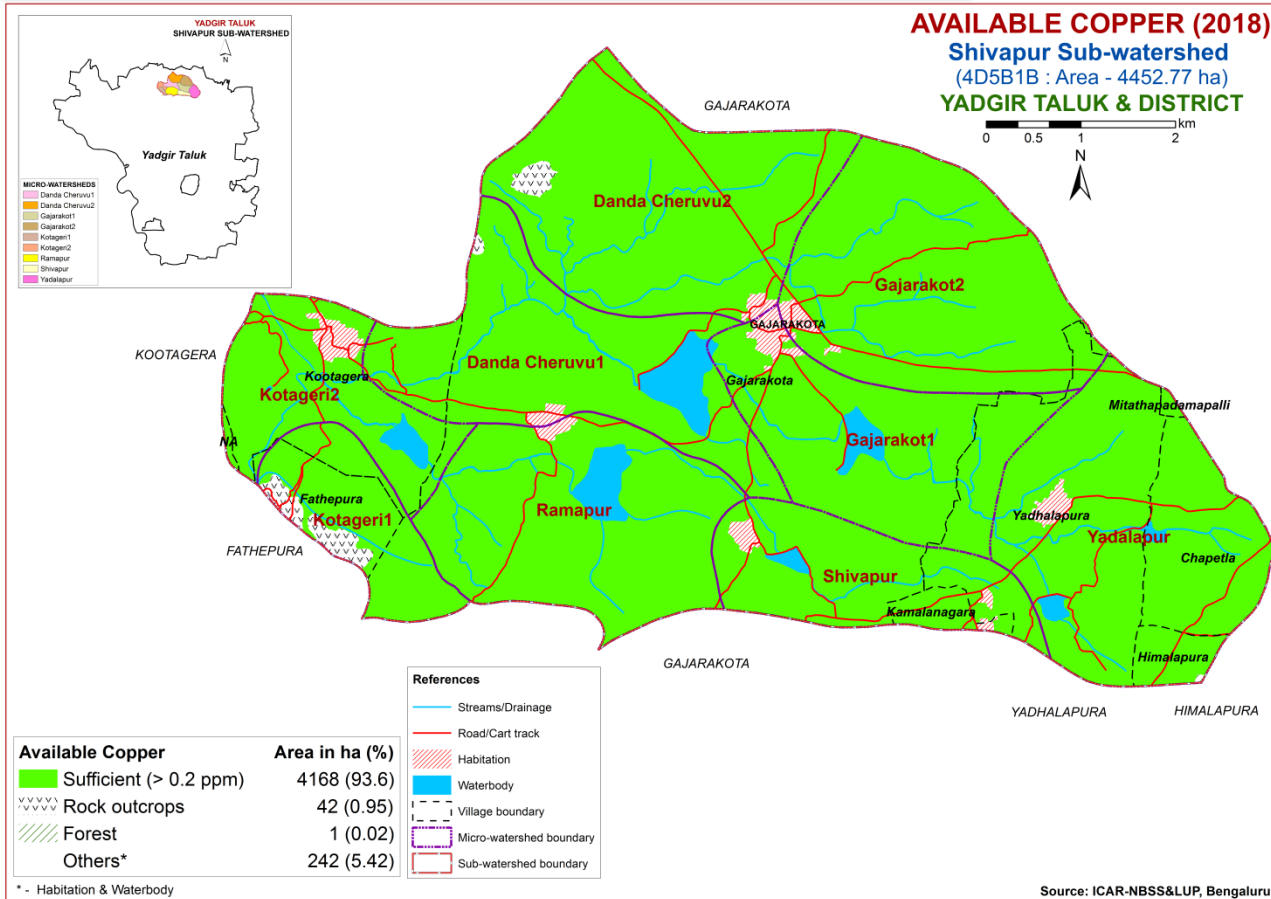 YADGIR TALUK
SHIVAPUR SUB-WATERSHED
N
Yadgir Taluk
MICRO-WATERSHEDS
Danda Cheruvu1
Danda Cheruvu2
Gajarakot1
Gajarakot2
Kotageri1
Kotageri2
Ramapur
Shivapur
Yadalapur
AVAILABLE COPPER (2018)
Shivapur Sub-watershed
(4D5B1B : Area - 4452.77 ha)
YADGIR TALUK & DISTRICT
km
0 0.5 1 2
N
GAJARAKOTA
Danda Cheruvu2
Gajarakot2
GAJARAKOTA
KOOTAGERA
Danda Cheruvu1
Kootagera
Gajarakota
Kotageri2
Mitathapadamapalli
NA
Gajarakot1
Fathepura
Kotageri1
Ramapur
Yadhalapura
Yadalapur
FATHEPURA
Chapetla
Shivapur
Kamalanagara
GAJARAKOTA
Himalapura
YADHALAPURA
HIMALAPURA
References
Streams/Drainage
Road/Cart track
Habitation
Waterbody
Village boundary
Micro-watershed boundary
Sub-watershed boundary
Available Copper Area in ha (%)
Sufficient (> 0.2 ppm) 4168 (93.6)
Rock outcrops 42 (0.95)
Forest 1 (0.02)
Others* 242 (5.42)
* - Habitation & Waterbody
Source: ICAR-NBSS&LUP, Bengaluru